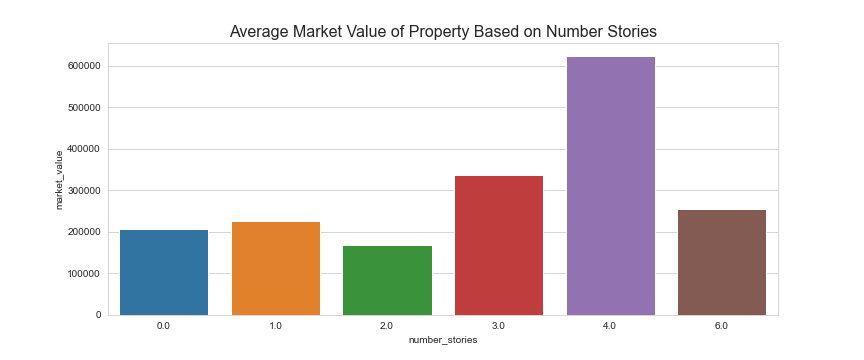 Average Market Value of Property Based on Number Stories
market_value
600000
500000
400000
300000
200000
100000
0
0.0 1.0 2.0 3.0 4.0 6.0
number_stories